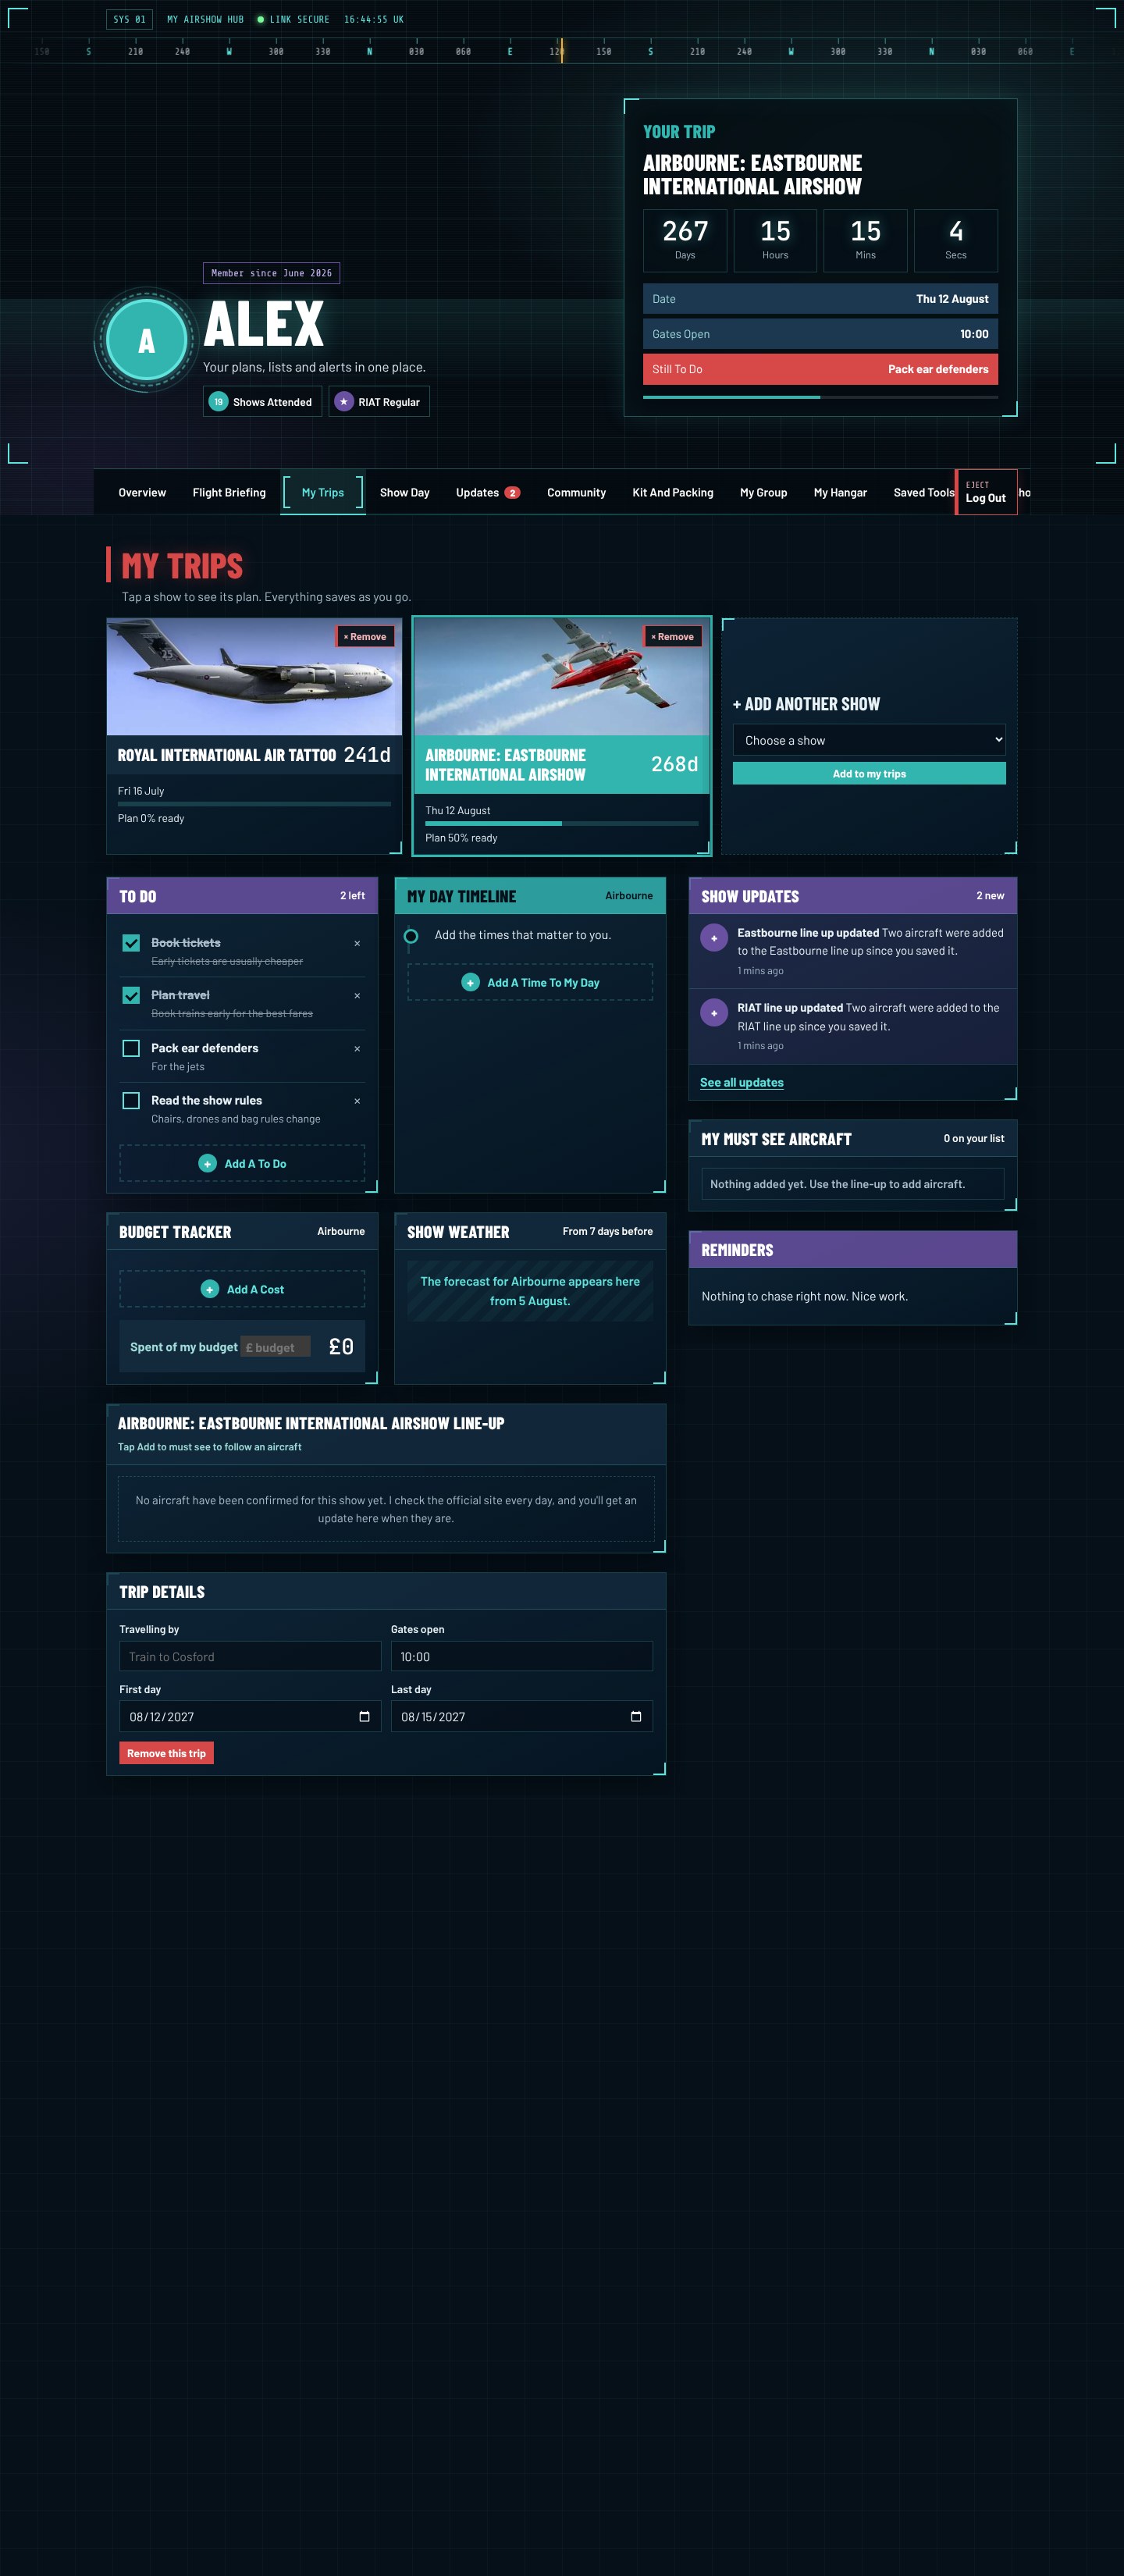 SYS 01 MY AIRSHOW HUB LINK SECURE 16:44:55 UK
150 S 210 240 W 300 330 N 030 060 E 120 150 S 210 240 W 300 330 N 030 060 E
YOUR TRIP
AIRBOURNE: EASTBOURNE
INTERNATIONAL AIRSHOW
267 15 15 4
Days Hours Mins Secs
Date Thu 12 August
Gates Open 10:00
Still To Do Pack ear defenders
Member since June 2026
A
ALEX
Your plans, lists and alerts in one place.
19 Shows Attended ★ RIAT Regular
Overview Flight Briefing My Trips Show Day Updates 2 Community Kit And Packing My Group My Hangar Saved Tools
EJECT
Log Out
MY TRIPS
Tap a show to see its plan. Everything saves as you go.
× Remove
ROYAL INTERNATIONAL AIR TATTOO 241d
Fri 16 July
Plan 0% ready
× Remove
AIRBOURNE: EASTBOURNE
INTERNATIONAL AIRSHOW 268d
Thu 12 August
Plan 50% ready
+ ADD ANOTHER SHOW
Choose a show
Add to my trips
TO DO 2 left
Book tickets ×
Early tickets are usually cheaper
Plan travel ×
Book trains early for the best fares
Pack ear defenders ×
For the jets
Read the show rules ×
Chairs, drones and bag rules change
+ Add A To Do
MY DAY TIMELINE Airbourne
Add the times that matter to you.
+ Add A Time To My Day
SHOW UPDATES 2 new
+ Eastbourne line up updated Two aircraft were added
to the Eastbourne line up since you saved it.
1 mins ago
+ RIAT line up updated Two aircraft were added to the
RIAT line up since you saved it.
1 mins ago
See all updates
MY MUST SEE AIRCRAFT 0 on your list
Nothing added yet. Use the line-up to add aircraft.
REMINDERS
Nothing to chase right now. Nice work.
BUDGET TRACKER Airbourne
+ Add A Cost
Spent of my budget £ budget £0
SHOW WEATHER From 7 days before
The forecast for Airbourne appears here
from 5 August.
AIRBOURNE: EASTBOURNE INTERNATIONAL AIRSHOW LINE-UP
Tap Add to must see to follow an aircraft
No aircraft have been confirmed for this show yet. I check the official site every day, and you'll get an
update here when they are.
TRIP DETAILS
Travelling by Gates open
Train to Cosford 10:00
First day Last day
08/12/2027 08/15/2027
Remove this trip